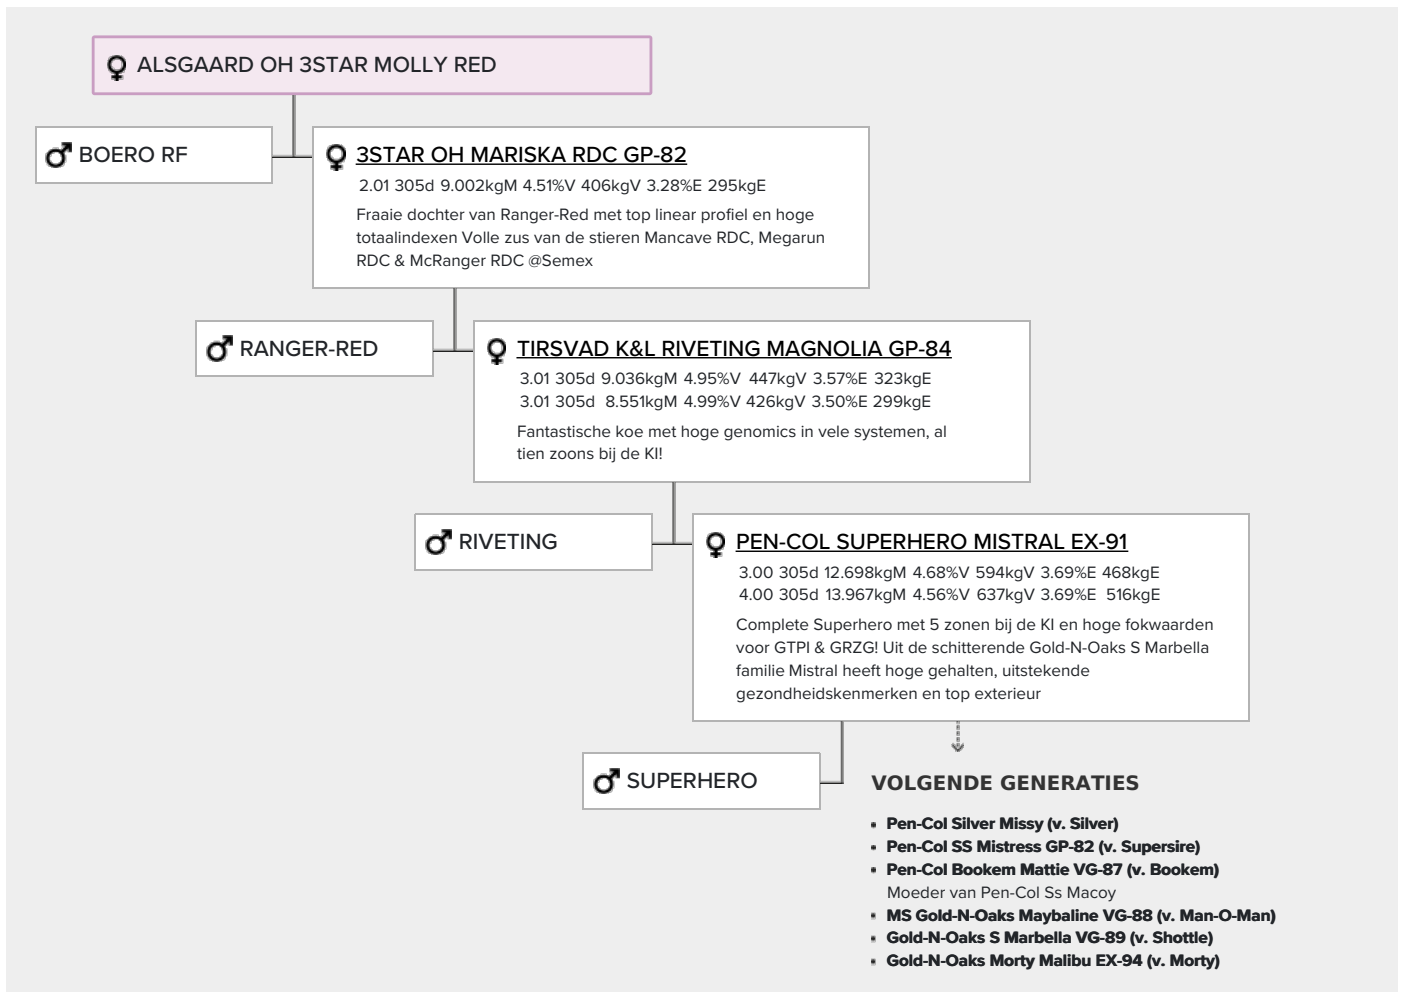 ALSGAARD OH 3STAR MOLLY RED
BOERO RF
3STAR OH MARISKA RDC GP-82
2.01 305d 9.002kgM 4.51%V 406kgV 3.28%E 295kgE
Fraaie dochter van Ranger-Red met top linear profiel en hoge
totaalindexen Volle zus van de stieren Mancave RDC, Megarun
RDC & McRanger RDC @Semex
RANGER-RED
TIRSVAD K&L RIVETING MAGNOLIA GP-84
3.01 305d 9.036kgM 4.95%V 447kgV 3.57%E 323kgE
3.01 305d 8.551kgM 4.99%V 426kgV 3.50%E 299kgE
Fantastische koe met hoge genomics in vele systemen, al
tien zoons bij de KI!
RIVETING
PEN-COL SUPERHERO MISTRAL EX-91
3.00 305d 12.698kgM 4.68%V 594kgV 3.69%E 468kgE
4.00 305d 13.967kgM 4.56%V 637kgV 3.69%E 516kgE
Complete Superhero met 5 zonen bij de KI en hoge fokwaarden
voor GTPI & GRZG! Uit de schitterende Gold-N-Oaks S Marbella
familie Mistral heeft hoge gehalten, uitstekende
gezondheidskenmerken en top exterieur
SUPERHERO
VOLGENDE GENERATIES
Pen-Col Silver Missy (v. Silver)
Pen-Col SS Mistress GP-82 (v. Supersire)
Pen-Col Bookem Mattie VG-87 (v. Bookem)
Moeder van Pen-Col Ss Macoy
MS Gold-N-Oaks Maybaline VG-88 (v. Man-O-Man)
Gold-N-Oaks S Marbella VG-89 (v. Shottle)
Gold-N-Oaks Morty Malibu EX-94 (v. Morty)